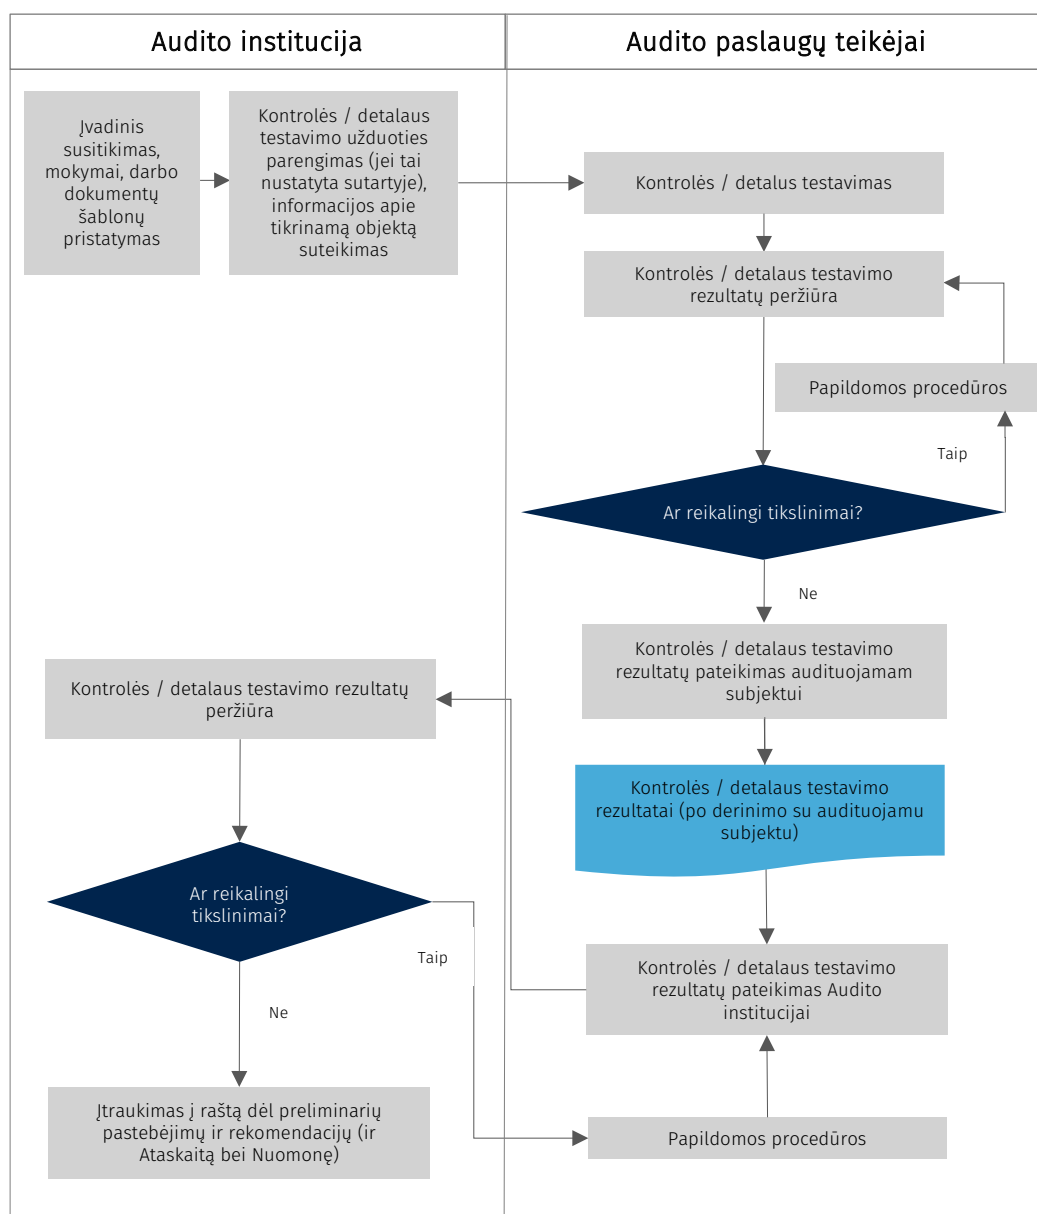 Audito institucija
Audito paslaugų teikėjai
Įvadinis
susitikimas,
mokymai, darbo
dokumentų
šablonų
pristatymas
Kontrolės / detalaus
testavimo užduoties
parengimas (jei tai
nustatyta sutartyje),
informacijos apie
tikrinamą objektą
suteikimas
Kontrolės / detalus testavimas
Kontrolės / detalaus testavimo
rezultatų peržiūra
Papildomos procedūros
Taip
Ar reikalingi tikslinimai?
Ne
Kontrolės / detalaus testavimo
rezultatų pateikimas audituojamam
subjektui
Kontrolės / detalaus testavimo
rezultatai (po derinimo su audituojamu
subjektu)
Kontrolės / detalaus testavimo
rezultatų pateikimas Audito
institucijai
Kontrolės / detalaus testavimo rezultatų
peržiūra
Ar reikalingi
tikslinimai?
Taip
Ne
Įtraukimas į raštą dėl preliminarių
pastebėjimų ir rekomendacijų (ir
Ataskaitą bei Nuomonę)
Papildomos procedūros